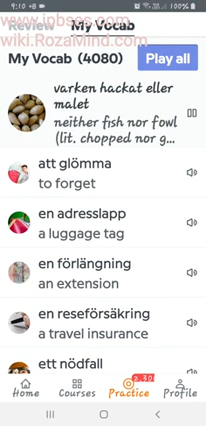 9:10
100%
Review My Vocab
www.ipbses.com
wiki.RozaMind.com
My Vocab (4080) Play all
varken hackat eller
malet
neither fish nor fowl
(lit. chopped nor g...
att glömma
to forget
en adresslapp
a luggage tag
en förlängning
an extension
en reseförsäkring
a travel insurance
ett nödfall
2.30
Home Courses Practice Profile